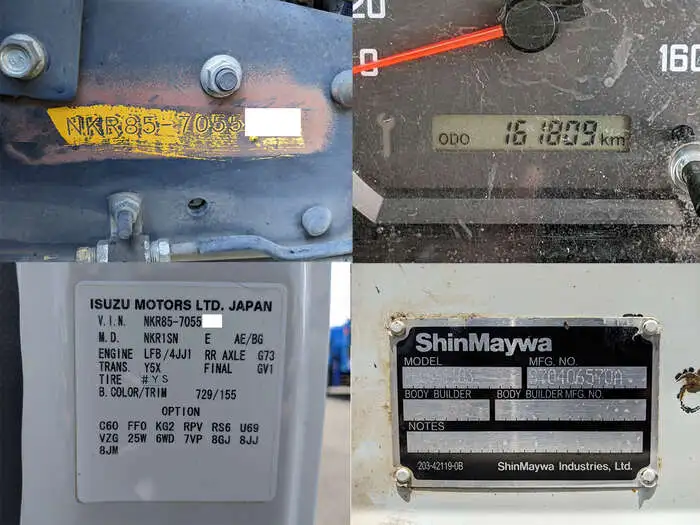 NKR85-7055
20
160
ODO 161809 km
ISUZU MOTORS LTD. JAPAN
V.I.N. NKR85-7055
M.D. NKR1SN E AE/BG
ENGINE LFB/4JJ1 RR AXLE G73
TRANS. Y5X FINAL GV1
TIRE #YS
B.COLOR/TRIM 729/155
OPTION
C60 FF0 KG2 RPV RS6 U69
VZG 25W 6WD 7VP 8GJ 8JJ
8JM
ShinMaywa
MODEL MFG. NO.
BODY BUILDER BODY BUILDER MFG NO.
NOTES
203-42119-0B ShinMaywa Industries, Ltd.